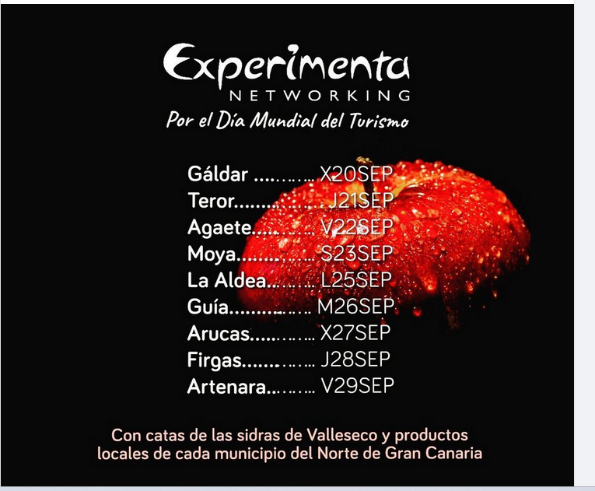 Experimenta
NETWORKING
Por el Día Mundial del Turismo
Gáldar ............ X20SEP
Teror............... J21SEP
Agaete............ V22SEP
Moya.............. S23SEP
La Aldea......... L25SEP
Guía................ M26SEP
Arucas............ X27SEP
Firgas............. J28SEP
Artenara......... V29SEP
Con catas de las sidras de Valleseco y productos
locales de cada municipio del Norte de Gran Canaria